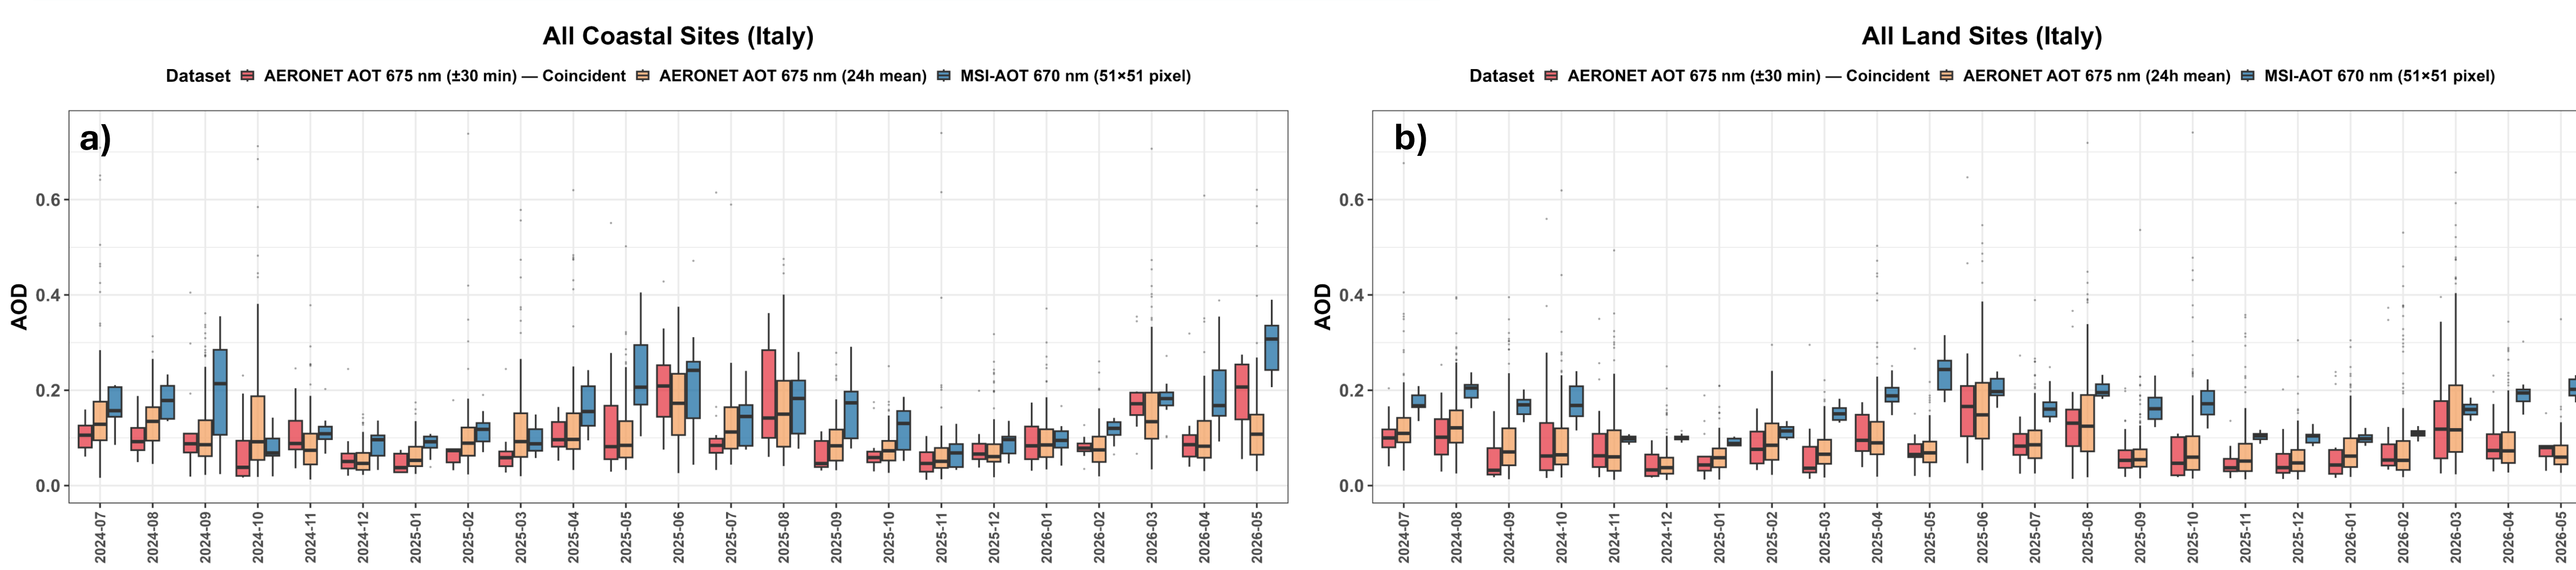 All Coastal Sites (Italy)
Dataset AERONET AOT 675 nm (±30 min) — Coincident AERONET AOT 675 nm (24h mean) MSI-AOT 670 nm (51×51 pixel)
a)
AOD
0.6
0.4
0.2
0.0
2024-07 2024-08 2024-09 2024-10 2024-11 2024-12 2025-01 2025-02 2025-03 2025-04 2025-05 2025-06 2025-07 2025-08 2025-09 2025-10 2025-11 2025-12 2026-01 2026-02 2026-03 2026-04 2026-05
All Land Sites (Italy)
Dataset AERONET AOT 675 nm (±30 min) — Coincident AERONET AOT 675 nm (24h mean) MSI-AOT 670 nm (51×51 pixel)
b)
AOD
0.6
0.4
0.2
0.0
2024-07 2024-08 2024-09 2024-10 2024-11 2024-12 2025-01 2025-02 2025-03 2025-04 2025-05 2025-06 2025-07 2025-08 2025-09 2025-10 2025-11 2025-12 2026-01 2026-02 2026-03 2026-04 2026-05